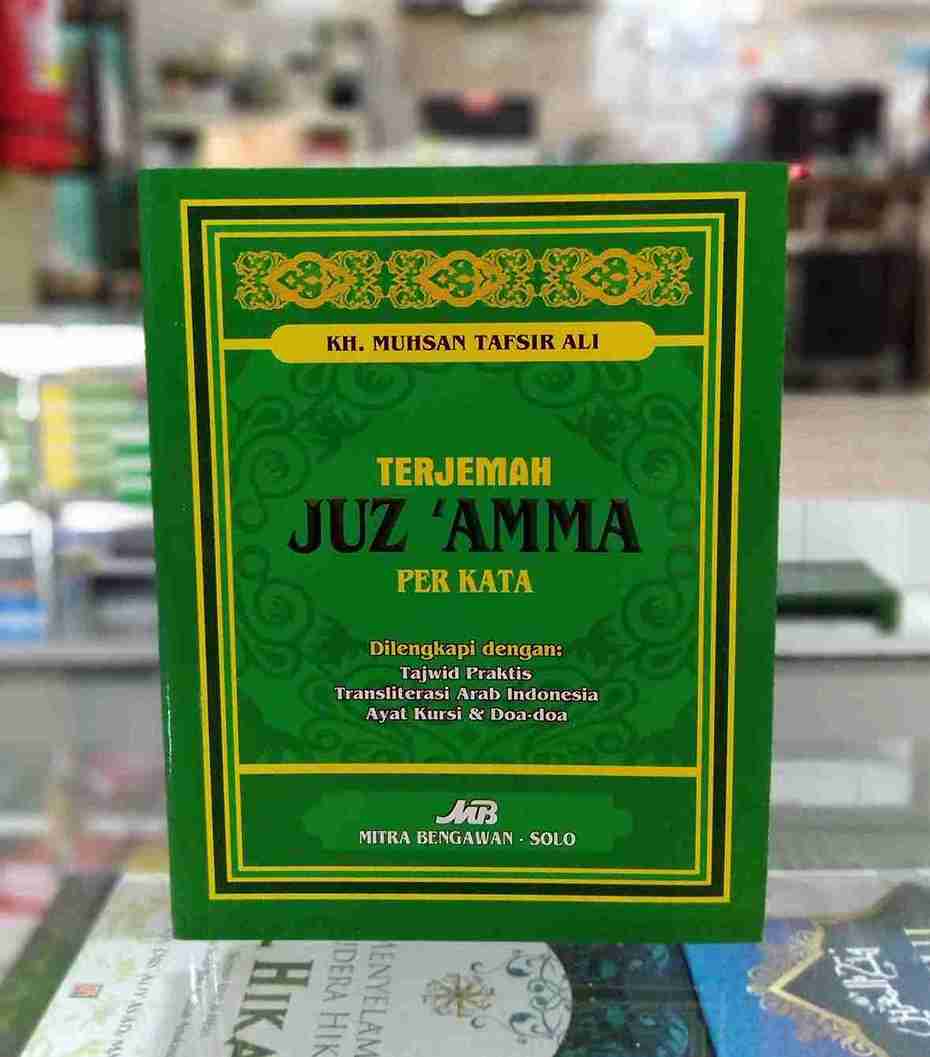 KH. MUHSAN TAFSIR ALI
TERJEMAH
JUZ ‘AMMA
PER KATA
Dilengkapi dengan:
Tajwid Praktis
Transliterasi Arab Indonesia
Ayat Kursi & Doa-doa
MB
MITRA BENGAWAN - SOLO